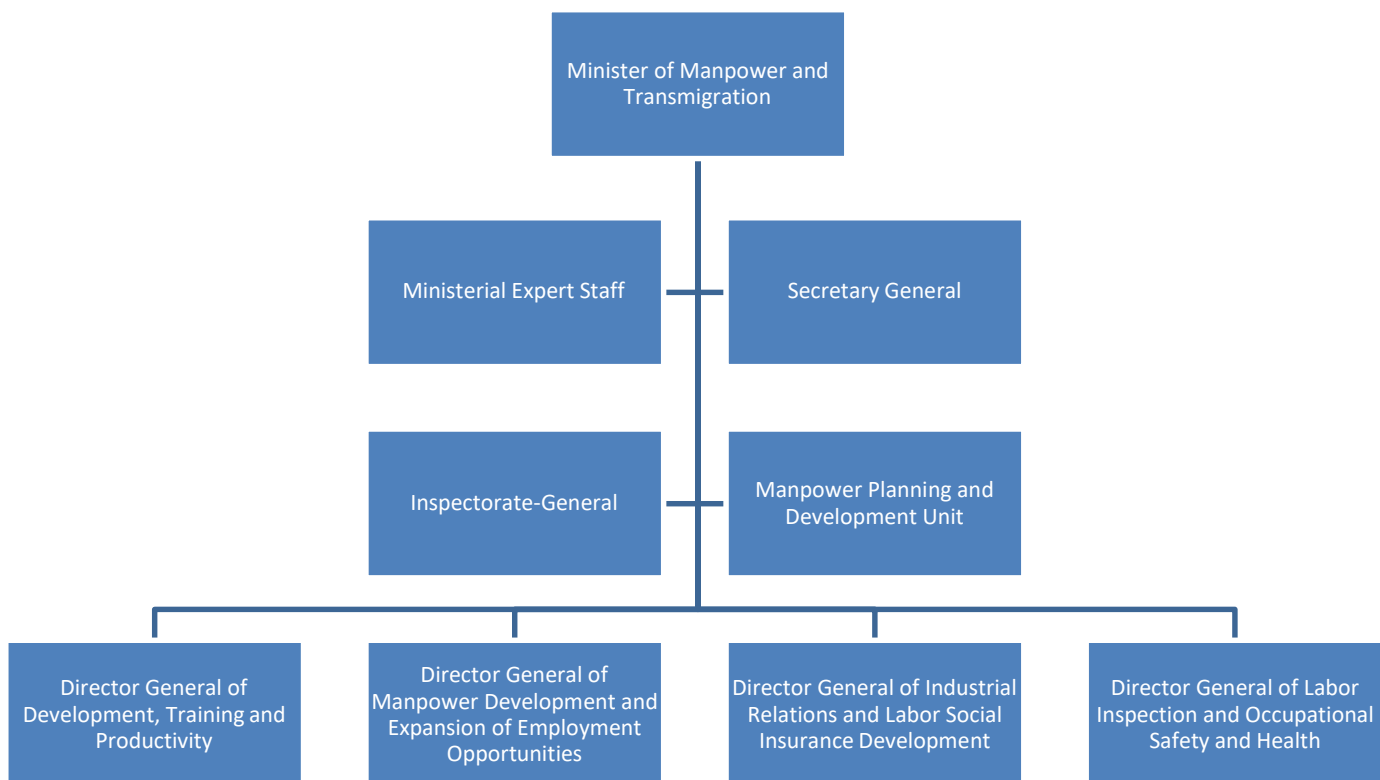 Minister of Manpower and
Transmigration
Ministerial Expert Staff
Secretary General
Inspectorate-General
Manpower Planning and
Development Unit
Director General of
Development, Training and
Productivity
Director General of
Manpower Development and
Expansion of Employment
Opportunities
Director General of Industrial
Relations and Labor Social
Insurance Development
Director General of Labor
Inspection and Occupational
Safety and Health